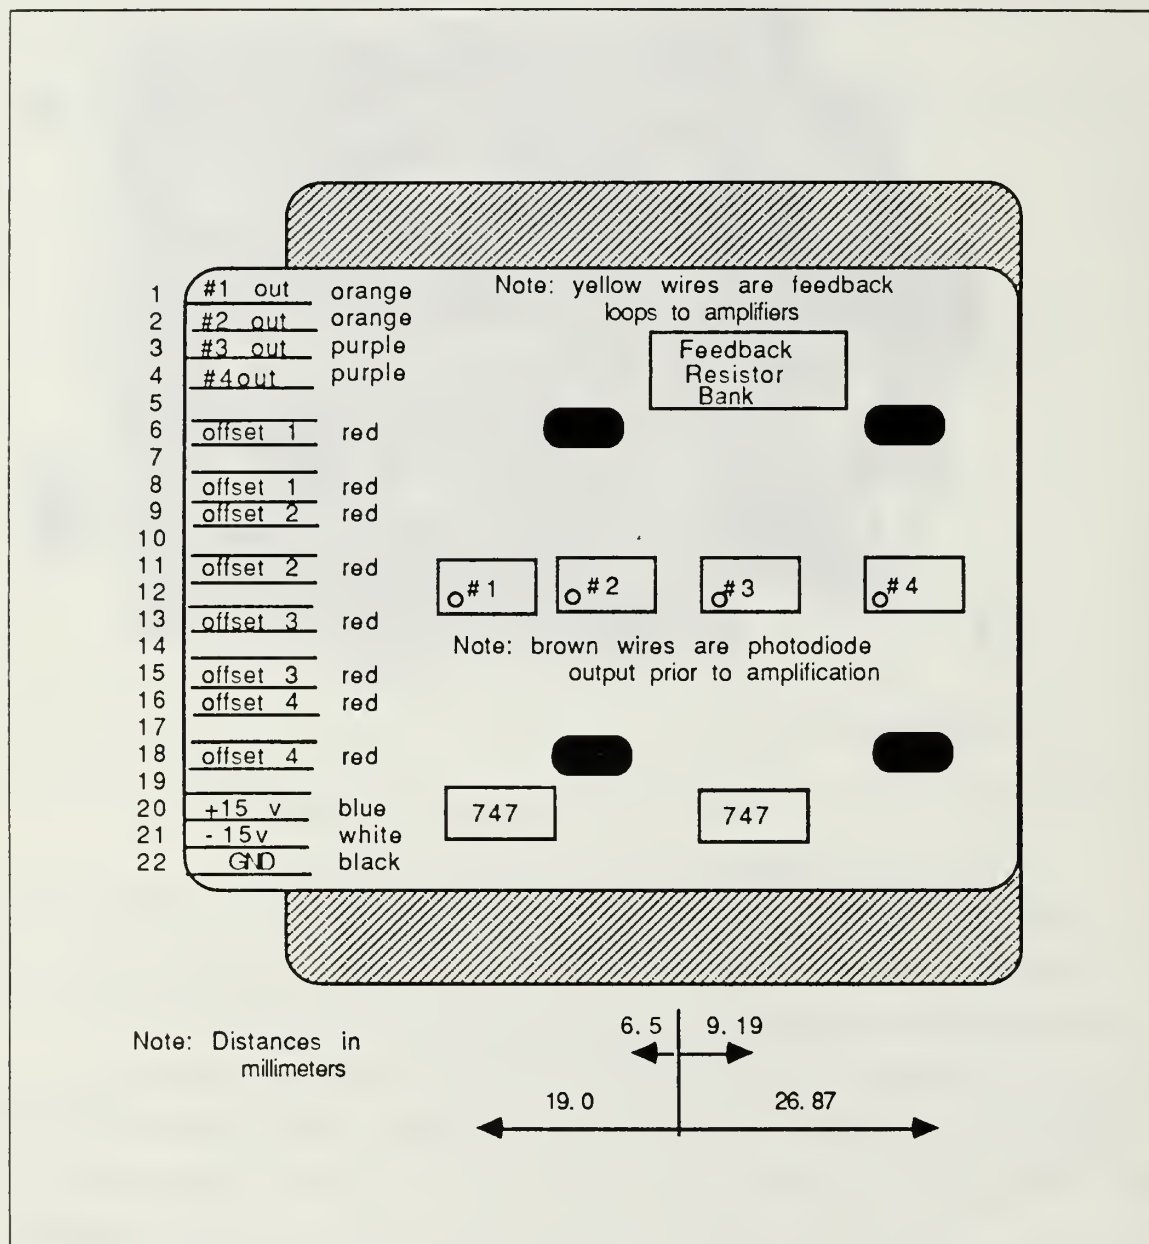 Note: yellow wires are feedback
loops to amplifiers
1 #1 out orange
2 #2 out orange
3 #3 out purple
4 #4out purple
5
6 offset 1 red
7
8 offset 1 red
9 offset 2 red
10
11 offset 2 red
12
13 offset 3 red
14
15 offset 3 red
16 offset 4 red
17
18 offset 4 red
19
20 +15 v blue
21 -15v white
22 GND black
Feedback
Resistor
Bank
#1 #2 #3 #4
Note: brown wires are photodiode
output prior to amplification
747 747
Note: Distances in
millimeters
6.5 9.19
19.0 26.87